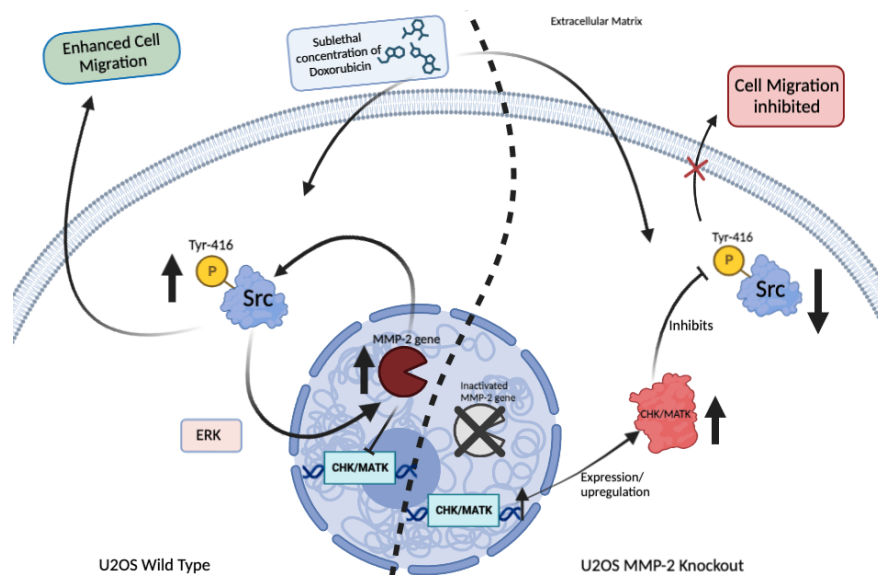 Enhanced Cell
Migration
Sublethal
concentration of
Doxorubicin
Extracellular Matrix
Cell Migration
inhibited
Tyr-416
P
Src
Tyr-416
P
Src
Inhibits
MMP-2 gene
Inactivated
MMP-2 gene
CHK/MATK
ERK
CHK/MATK
CHK/MATK
Expression/
upregulation
U2OS Wild Type
U2OS MMP-2 Knockout